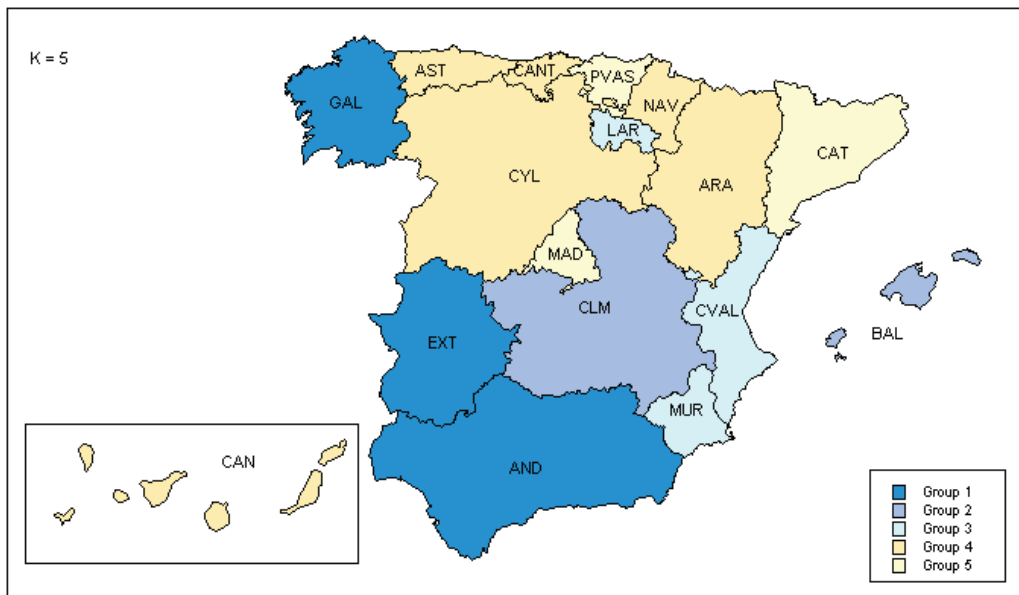 K = 5
AST
CANT
PVAS
NAV
GAL
LAR
CAT
CYL
ARA
MAD
CLM
CVAL
BAL
EXT
MUR
CAN
AND
Group 1
Group 2
Group 3
Group 4
Group 5